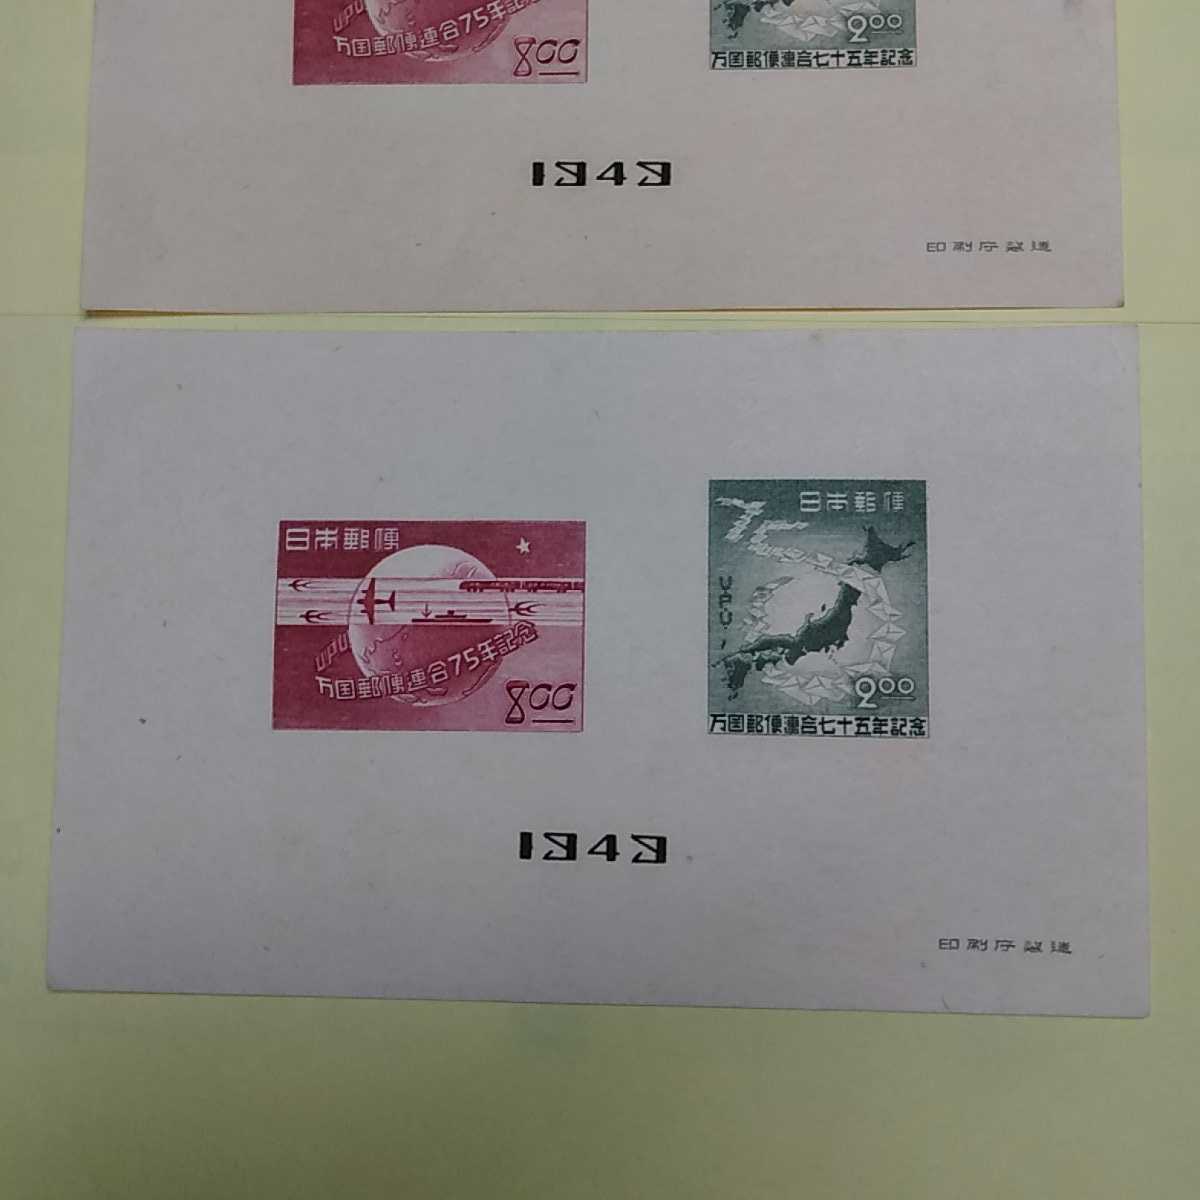 UPU
万国郵便連合75年記念
8.00
2.00
万国郵便連合七十五年記念
1949
印刷庁製造
日本郵便
UPU
万国郵便連合75年記念
8.00
日本郵便
75
U.P.U.
2.00
万国郵便連合七十五年記念
1949
印刷庁製造